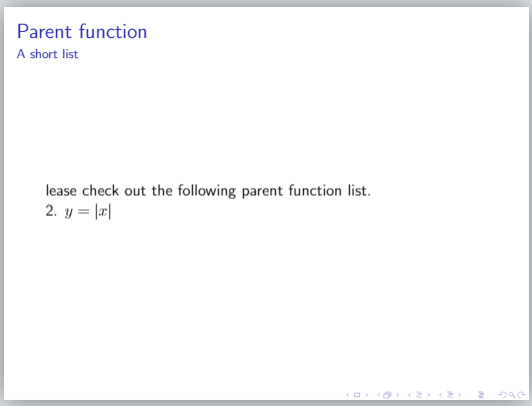 Parent function
A short list
lease check out the following parent function list.
2. y = |x|